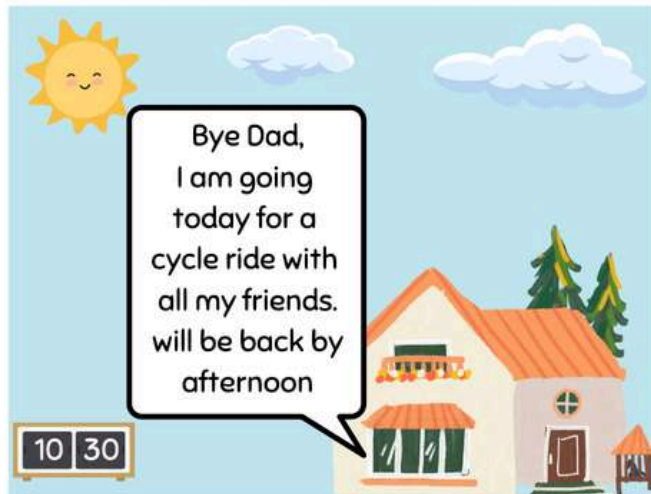 Bye Dad,
I am going
today for a
cycle ride with
all my friends.
will be back by
afternoon
10 30